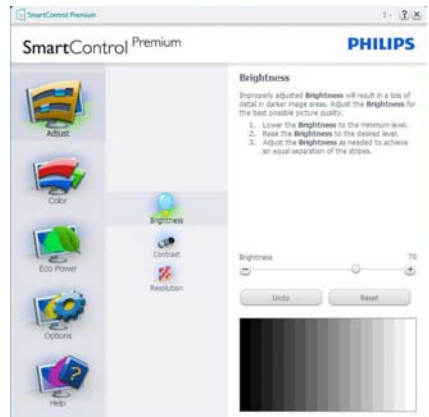 SmartControl Premium
SmartControl Premium
PHILIPS
Adjust
Color
Eco Power
Options
Help
Brightness
Contrast
Resolution
Brightness
Improperly adjusted Brightness will result in a loss of
detail in darker image areas. Adjust the Brightness for
the best possible picture quality.
1. Lower the Brightness to the minimum level.
2. Raise the Brightness to the desired level.
3. Adjust the Brightness as needed to achieve
an equal separation of the stripes.
Brightness 70
Undo Reset